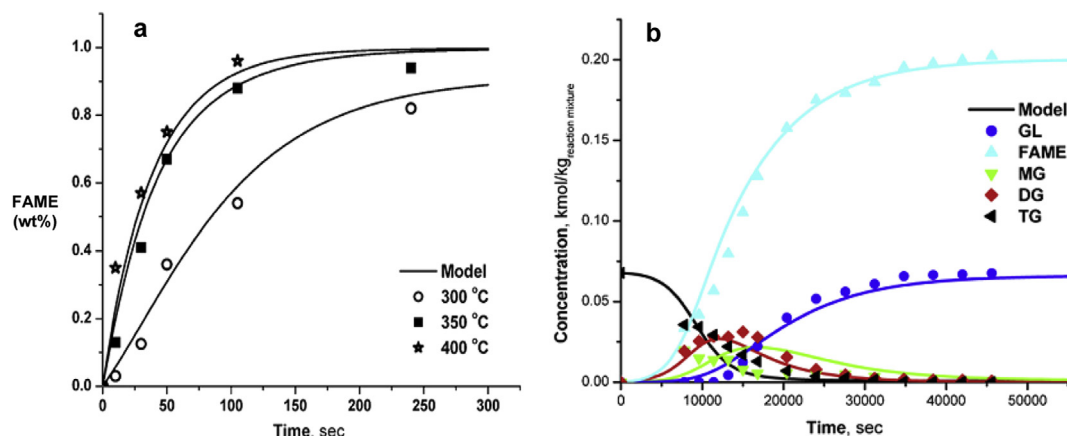 a
FAME
(wt%)
1.0
0.8
0.6
0.4
0.2
0.0
0
50
100
150
200
250
300
Time, sec
Model
300 °C
350 °C
400 °C
b
Concentration, kmol/kg reaction mixture
0.20
0.15
0.10
0.05
0.00
0
10000
20000
30000
40000
50000
Time, sec
Model
GL
FAME
MG
DG
TG